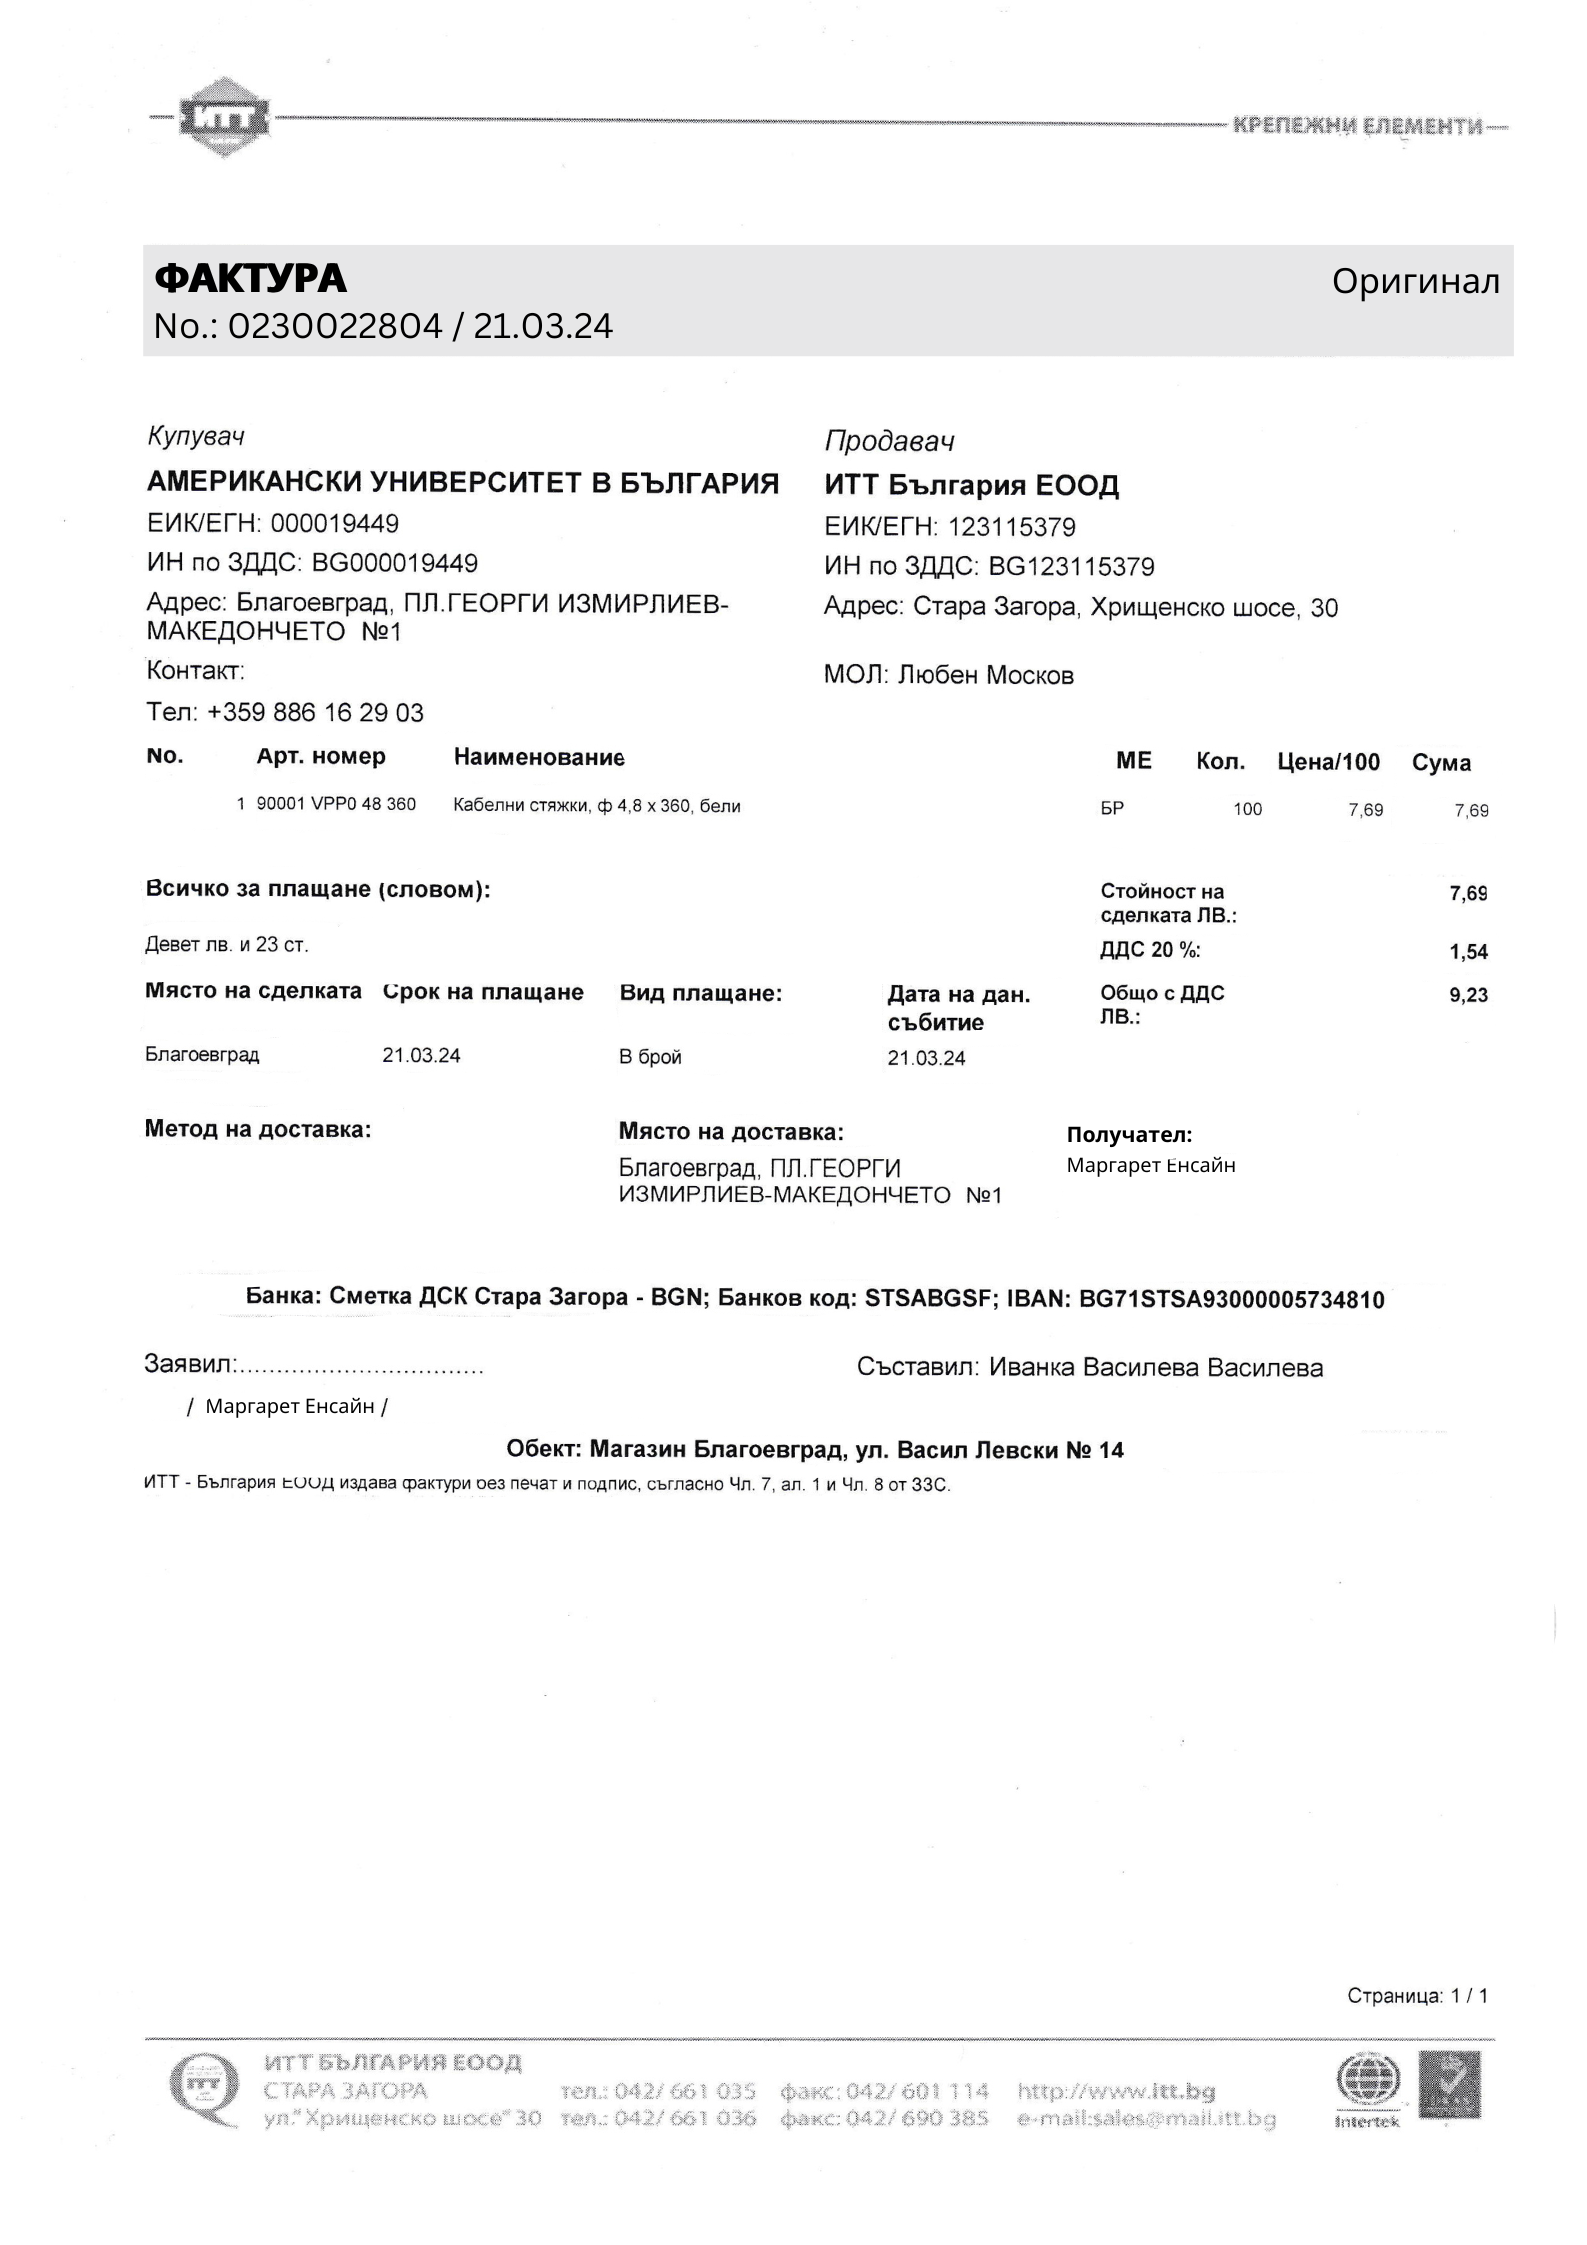 ИТТ
КРЕПЕЖНИ ЕЛЕМЕНТИ
ФАКТУРА
Оригинал
No.: 0230022804 / 21.03.24
Купувач
АМЕРИКАНСКИ УНИВЕРСИТЕТ В БЪЛГАРИЯ
ЕИК/ЕГН: 000019449
ИН по ЗДДС: BG000019449
Адрес: Благоевград, ПЛ.ГЕОРГИ ИЗМИРЛИЕВ-
МАКЕДОНЧЕТО №1
Контакт:
Тел: +359 886 16 29 03
Продавач
ИТТ България ЕООД
ЕИК/ЕГН: 123115379
ИН по ЗДДС: BG123115379
Адрес: Стара Загора, Хрищенско шосе, 30
МОЛ: Любен Москов
No. Арт. номер Наименование МЕ Кол. Цена/100 Сума
1 90001 VPP0 48 360 Кабелни стяжки, ф 4,8 x 360, бели БР 100 7,69 7,69
Всичко за плащане (словом):
Девет лв. и 23 ст.
Стойност на
сделката ЛВ.: 7,69
ДДС 20 %: 1,54
Общо с ДДС
ЛВ.: 9,23
Място на сделката Срок на плащане Вид плащане: Дата на дан.
събитие
Благоевград 21.03.24 В брой 21.03.24
Метод на доставка:
Място на доставка:
Благоевград, ПЛ.ГЕОРГИ
ИЗМИРЛИЕВ-МАКЕДОНЧЕТО №1
Получател:
Маргарет Енсайн
Банка: Сметка ДСК Стара Загора - BGN; Банков код: STSABGSF; IBAN: BG71STSA93000005734810
Заявил:.................................
Съставил: Иванка Василева Василева
/ Маргарет Енсайн /
Обект: Магазин Благоевград, ул. Васил Левски № 14
ИТТ - България ЕООД издава фактури без печат и подпис, съгласно Чл. 7, ал. 1 и Чл. 8 от ЗЗС.
Страница: 1 / 1
ИТТ БЪЛГАРИЯ ЕООД
СТАРА ЗАГОРА тел.: 042/ 661 035 факс: 042/ 601 114 http://www.itt.bg
ул."Хрищенско шосе" 30 тел.: 042/ 661 036 факс: 042/ 690 385 e-mail:sales@mail.itt.bg
Intertek